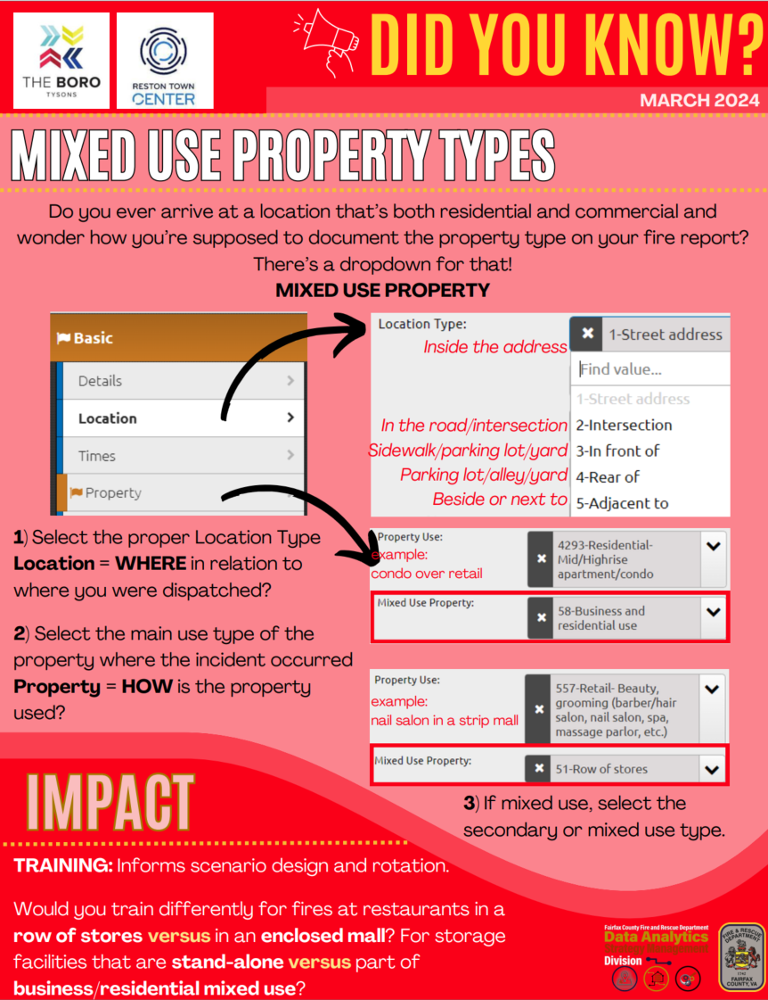 THE BORO
TYSONS
RESTON TOWN
CENTER
DID YOU KNOW?
MARCH 2024
MIXED USE PROPERTY TYPES
Do you ever arrive at a location that's both residential and commercial and
wonder how you're supposed to document the property type on your fire report?
There's a dropdown for that!
MIXED USE PROPERTY
Basic
Details
Location
Times
Property
Location Type:
1-Street address
Inside the address
Find value...
1-Street address
In the road/intersection 2-Intersection
Sidewalk/parking lot/yard 3-In front of
Parking lot/alley/yard 4-Rear of
Beside or next to 5-Adjacent to
1) Select the proper Location Type
Location = WHERE in relation to
where you were dispatched?
2) Select the main use type of the
property where the incident occurred
Property = HOW is the property
used?
Property Use:
example:
condo over retail
4293-Residential-
Mid/Highrise
apartment/condo
Mixed Use Property:
58-Business and
residential use
Property Use:
example:
nail salon in a strip mall
557-Retail- Beauty,
grooming (barber/hair
salon, nail salon, spa,
massage parlor, etc.)
Mixed Use Property:
51-Row of stores
3) If mixed use, select the
secondary or mixed use type.
IMPACT
TRAINING: Informs scenario design and rotation.
Would you train differently for fires at restaurants in a
row of stores versus in an enclosed mall? For storage
facilities that are stand-alone versus part of
business/residential mixed use?
Fairfax County Fire and Rescue Department
Data Analytics
Division
FIRE & RESCUE
DEPARTMENT
1742
FAIRFAX
COUNTY, VA